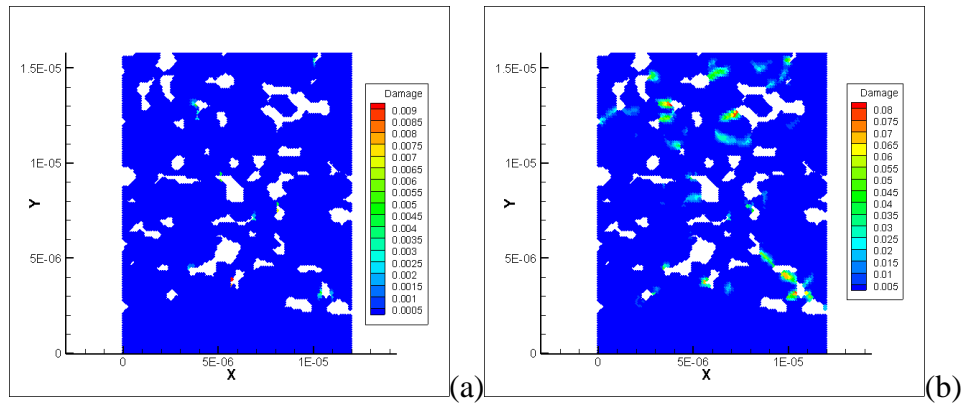 1.5E-05
1E-05
5E-06
0
Y
0
5E-06
1E-05
X
Damage
0.009
0.0085
0.008
0.0075
0.007
0.0065
0.006
0.0055
0.005
0.0045
0.004
0.0035
0.003
0.0025
0.002
0.0015
0.001
0.0005
(a)
1.5E-05
1E-05
5E-06
0
Y
0
5E-06
1E-05
X
Damage
0.08
0.075
0.07
0.065
0.06
0.055
0.05
0.045
0.04
0.035
0.03
0.025
0.02
0.015
0.01
0.005
(b)